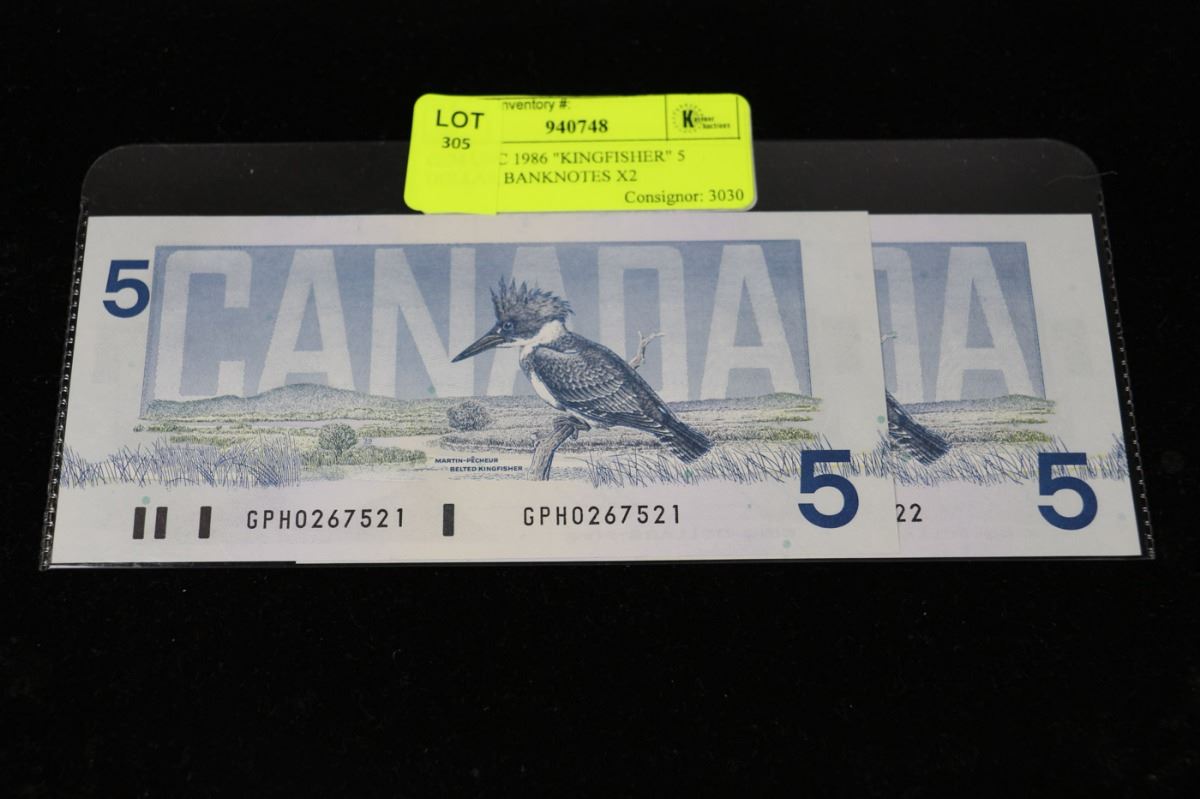 LOT
305
nventory #:
940748
C 1986 "KINGFISHER" 5
BANKNOTES X2
Consignor: 3030
5
CANADA
DA
MARTIN-PÊCHEUR
BELTED KINGFISHER
GPH0267521
GPH0267521
5
22
5